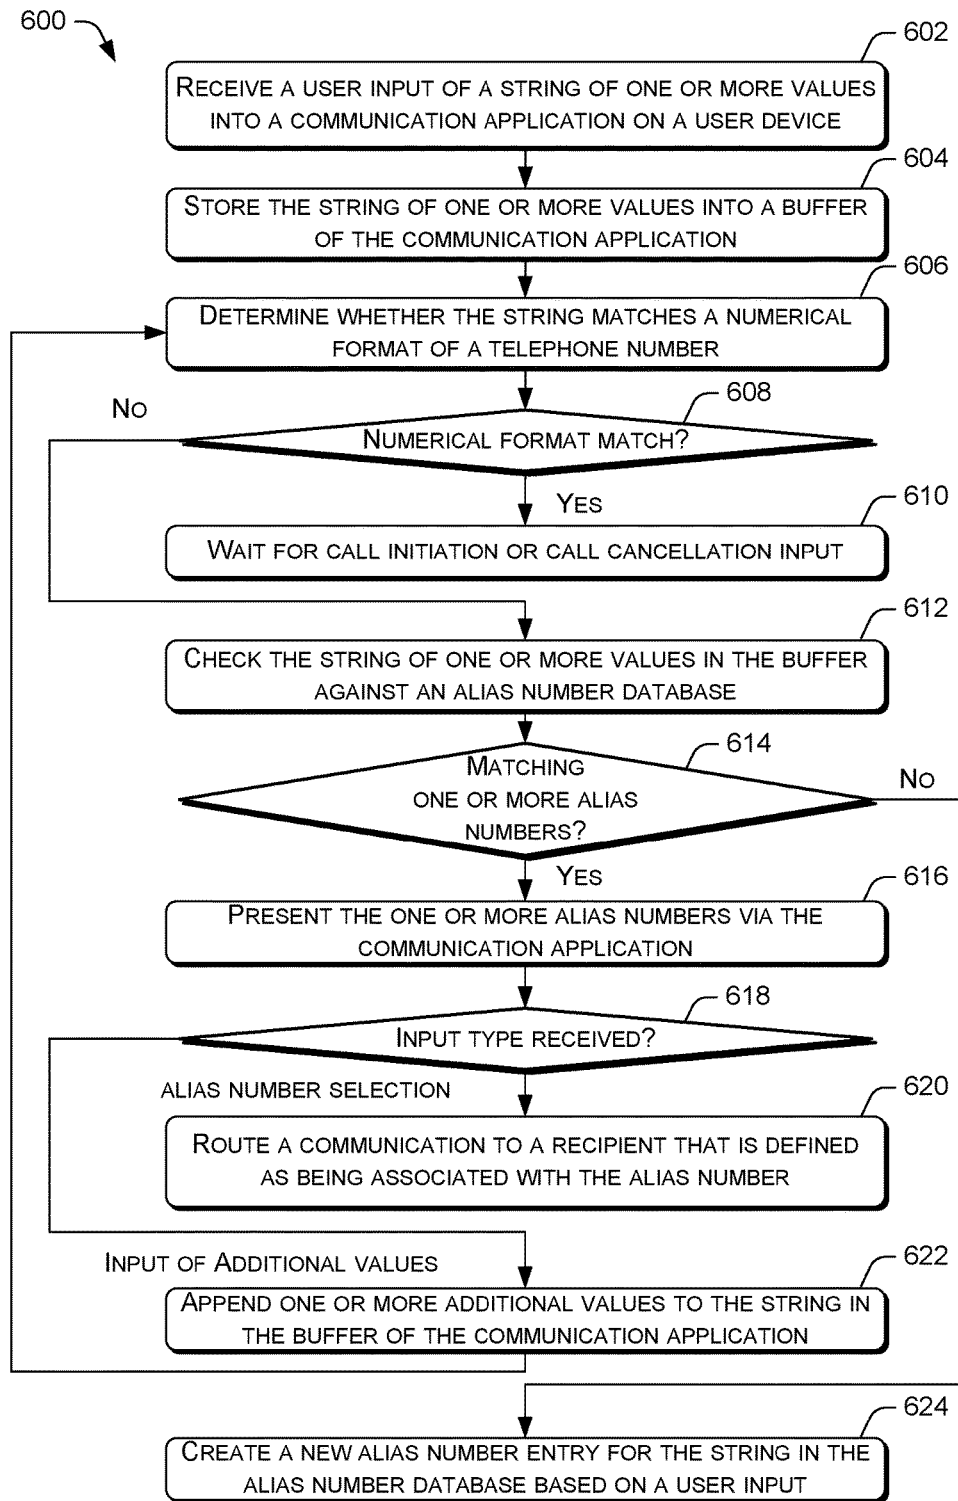 600
602
RECEIVE A USER INPUT OF A STRING OF ONE OR MORE VALUES
INTO A COMMUNICATION APPLICATION ON A USER DEVICE
604
STORE THE STRING OF ONE OR MORE VALUES INTO A BUFFER
OF THE COMMUNICATION APPLICATION
606
DETERMINE WHETHER THE STRING MATCHES A NUMERICAL
FORMAT OF A TELEPHONE NUMBER
608
NO
NUMERICAL FORMAT MATCH?
YES
610
WAIT FOR CALL INITIATION OR CALL CANCELLATION INPUT
612
CHECK THE STRING OF ONE OR MORE VALUES IN THE BUFFER
AGAINST AN ALIAS NUMBER DATABASE
614
MATCHING
ONE OR MORE ALIAS
NUMBERS?
NO
YES
616
PRESENT THE ONE OR MORE ALIAS NUMBERS VIA THE
COMMUNICATION APPLICATION
618
INPUT TYPE RECEIVED?
ALIAS NUMBER SELECTION
620
ROUTE A COMMUNICATION TO A RECIPIENT THAT IS DEFINED
AS BEING ASSOCIATED WITH THE ALIAS NUMBER
INPUT OF ADDITIONAL VALUES
622
APPEND ONE OR MORE ADDITIONAL VALUES TO THE STRING IN
THE BUFFER OF THE COMMUNICATION APPLICATION
624
CREATE A NEW ALIAS NUMBER ENTRY FOR THE STRING IN THE
ALIAS NUMBER DATABASE BASED ON A USER INPUT